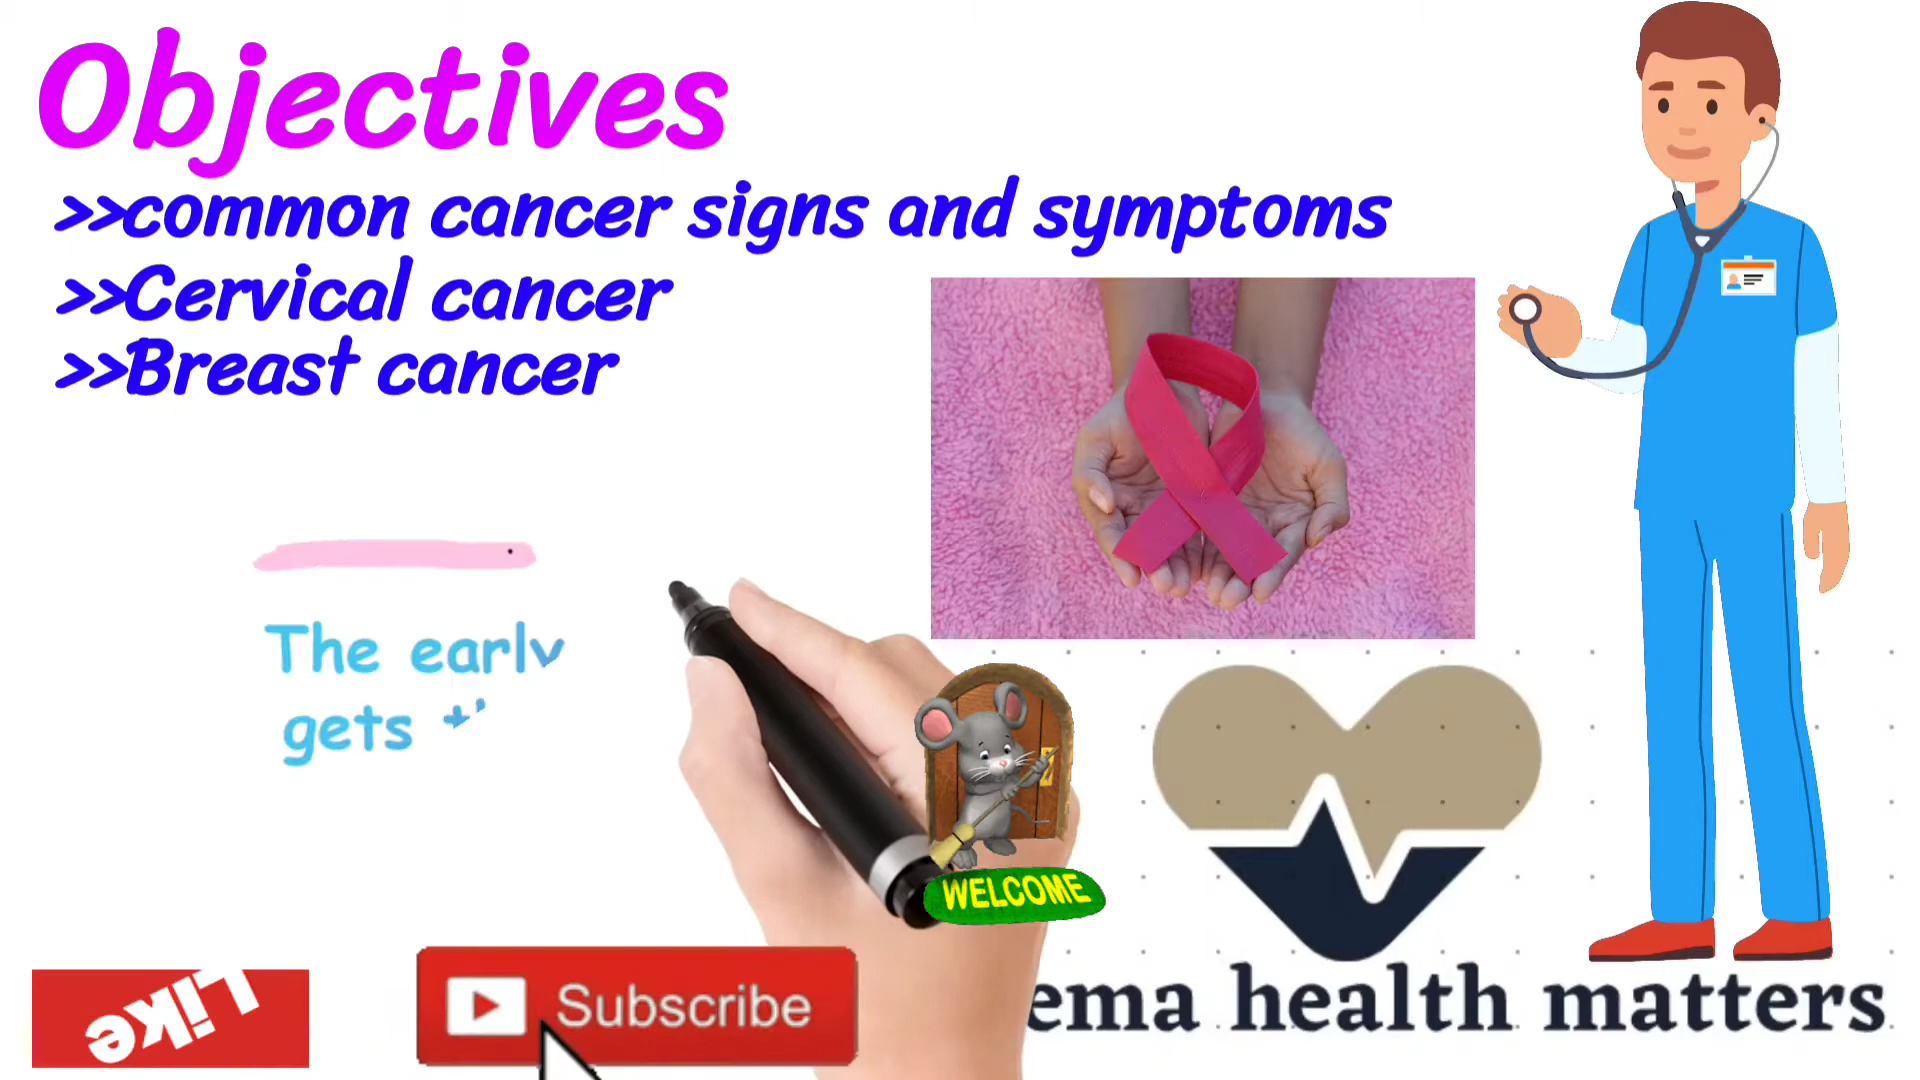 Objectives
>>common cancer signs and symptoms
>>Cervical cancer
>>Breast cancer
The early
gets
WELCOME
Like
Subscribe
ema health matters